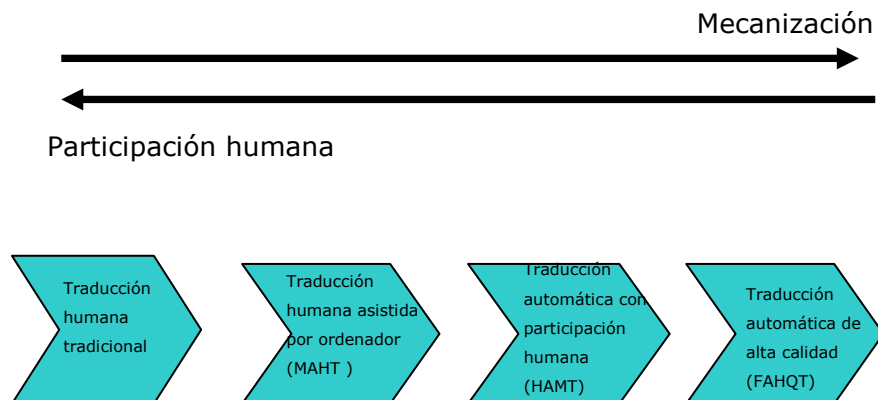 Mecanización
Participación humana
Traducción
humana
tradicional
Traducción
humana asistida
por ordenador
(MAHT )
Traducción
automática con
participación
humana
(HAMT)
Traducción
automática de
alta calidad
(FAHQT)